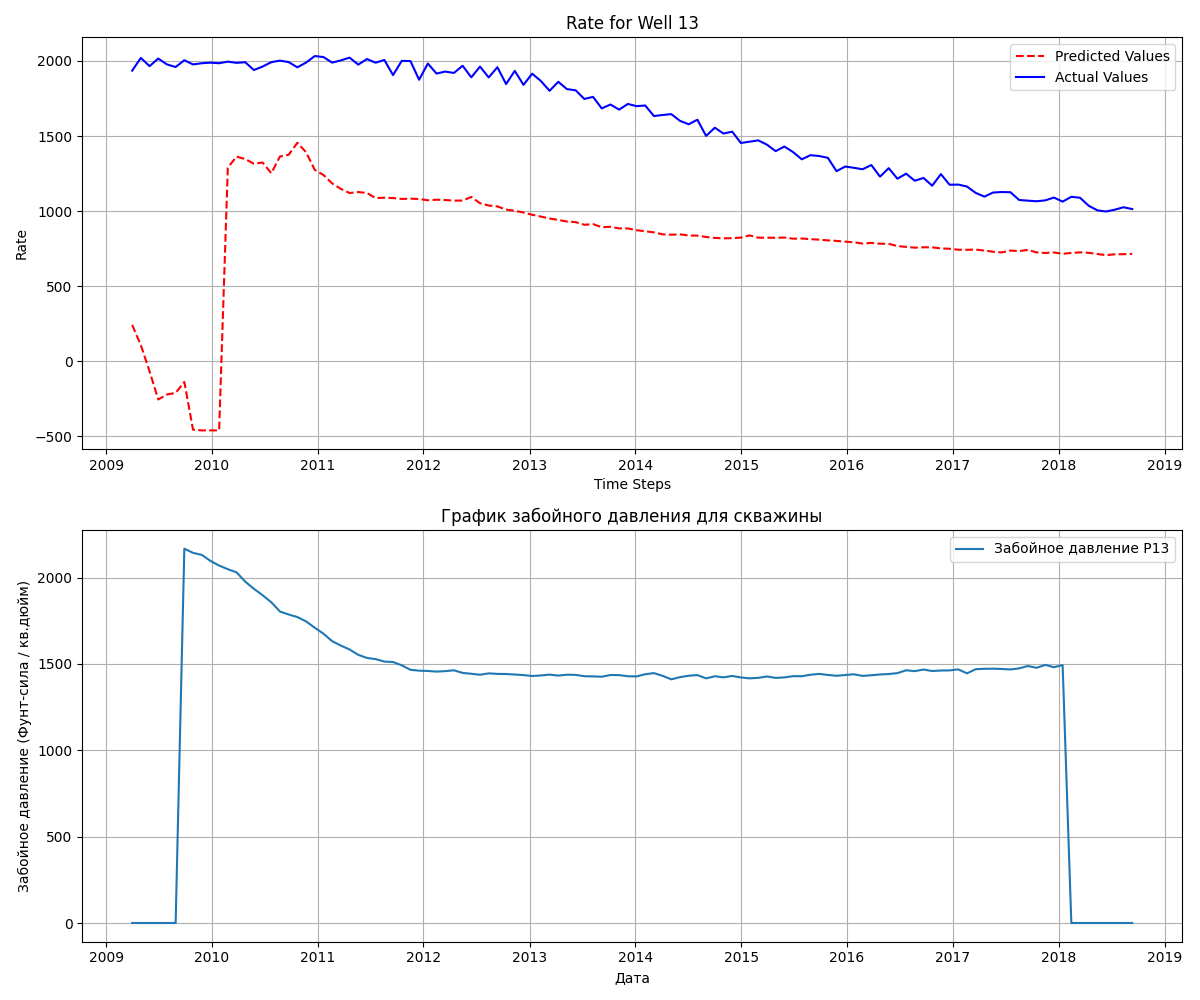 Rate for Well 13
Predicted Values
Actual Values
2000
1500
1000
500
0
−500
Rate
2009 2010 2011 2012 2013 2014 2015 2016 2017 2018 2019
Time Steps
График забойного давления для скважины
Забойное давление P13
2000
1500
1000
500
0
Забойное давление (Фунт-сила / кв.дюйм)
2009 2010 2011 2012 2013 2014 2015 2016 2017 2018 2019
Дата